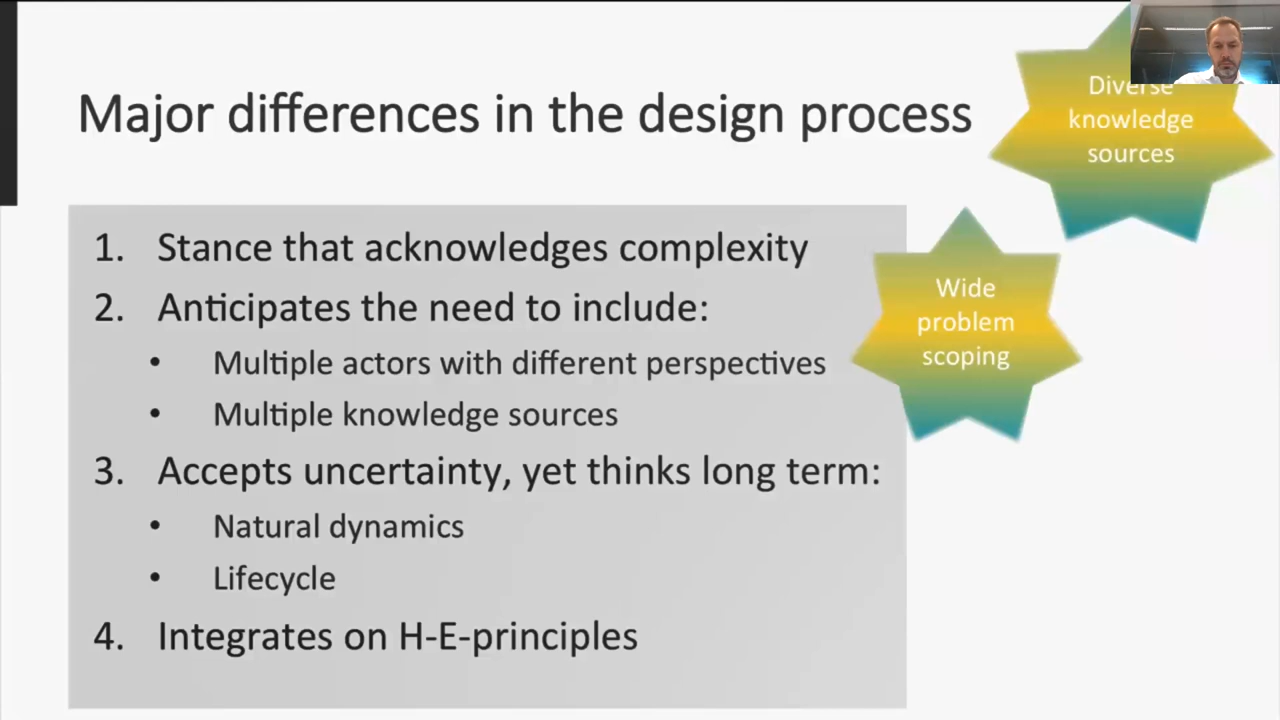 Major differences in the design process
Diverse
knowledge
sources
1. Stance that acknowledges complexity
2. Anticipates the need to include:
• Multiple actors with different perspectives
• Multiple knowledge sources
3. Accepts uncertainty, yet thinks long term:
• Natural dynamics
• Lifecycle
4. Integrates on H-E-principles
Wide
problem
scoping